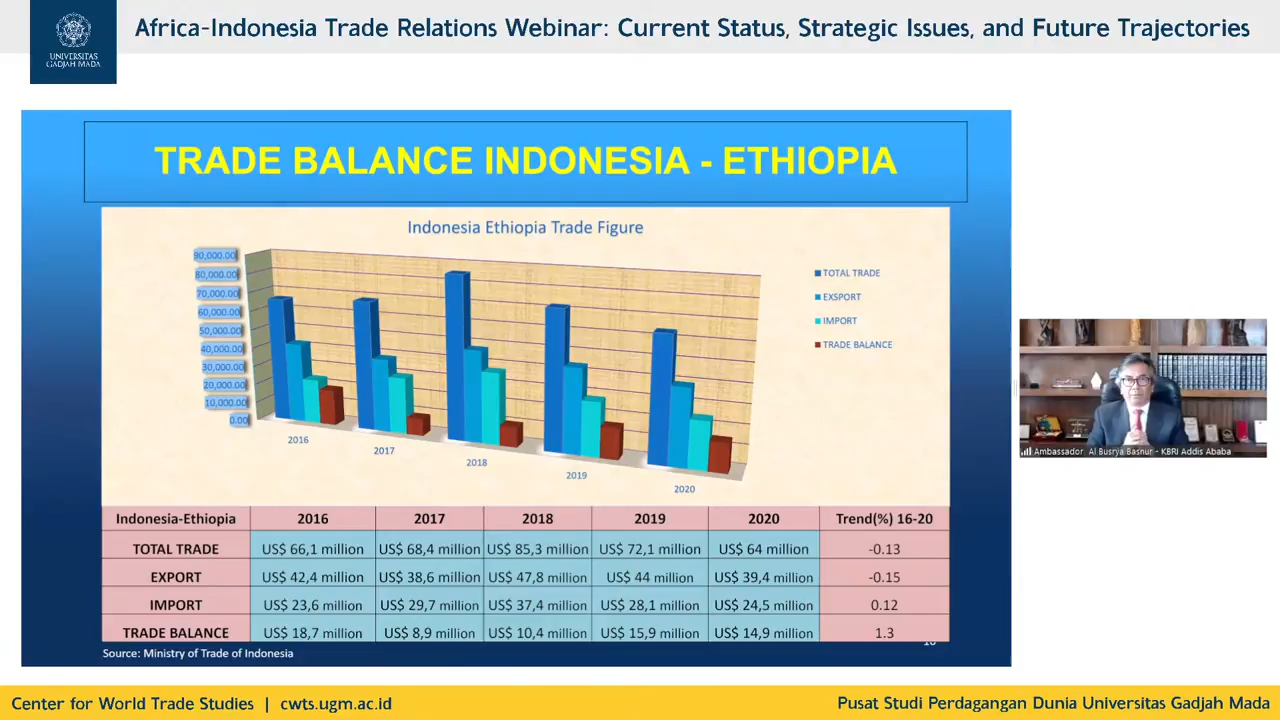 Africa-Indonesia Trade Relations Webinar: Current Status, Strategic Issues, and Future Trajectories
UNIVERSITAS
GADJAH MADA
TRADE BALANCE INDONESIA - ETHIOPIA
Indonesia Ethiopia Trade Figure
90,000.00
80,000.00
70,000.00
60,000.00
50,000.00
40,000.00
30,000.00
20,000.00
10,000.00
0.00
2016
2017
2018
2019
2020
TOTAL TRADE
EXSPORT
IMPORT
TRADE BALANCE
Indonesia-Ethiopia 2016 2017 2018 2019 2020 Trend(%) 16-20
TOTAL TRADE US$ 66,1 million US$ 68,4 million US$ 85,3 million US$ 72,1 million US$ 64 million -0.13
EXPORT US$ 42,4 million US$ 38,6 million US$ 47,8 million US$ 44 million US$ 39,4 million -0.15
IMPORT US$ 23,6 million US$ 29,7 million US$ 37,4 million US$ 28,1 million US$ 24,5 million 0.12
TRADE BALANCE US$ 18,7 million US$ 8,9 million US$ 10,4 million US$ 15,9 million US$ 14,9 million 1.3
Source: Ministry of Trade of Indonesia
Ambassador Al Busrya Basnur - KBRI Addis Ababa
Center for World Trade Studies | cwts.ugm.ac.id
Pusat Studi Perdagangan Dunia Universitas Gadjah Mada